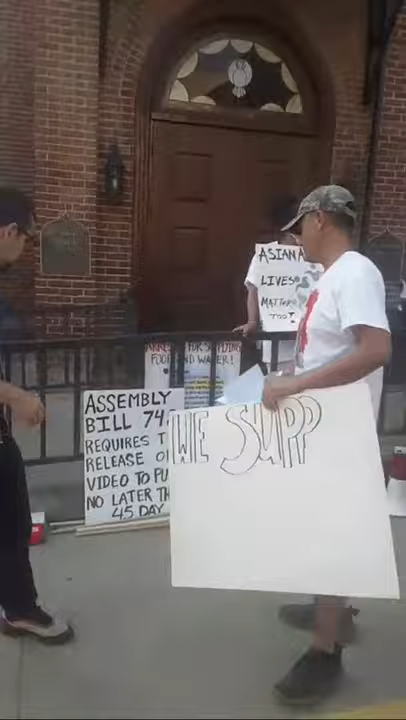 ASIAN
LIVES
MATTER
TOO!
FOOD AND WATER!
ASSEMBLY
BILL 74
REQUIRES T
RELEASE O
VIDEO TO PU
NO LATER TH
45 DAY
WE SUPP